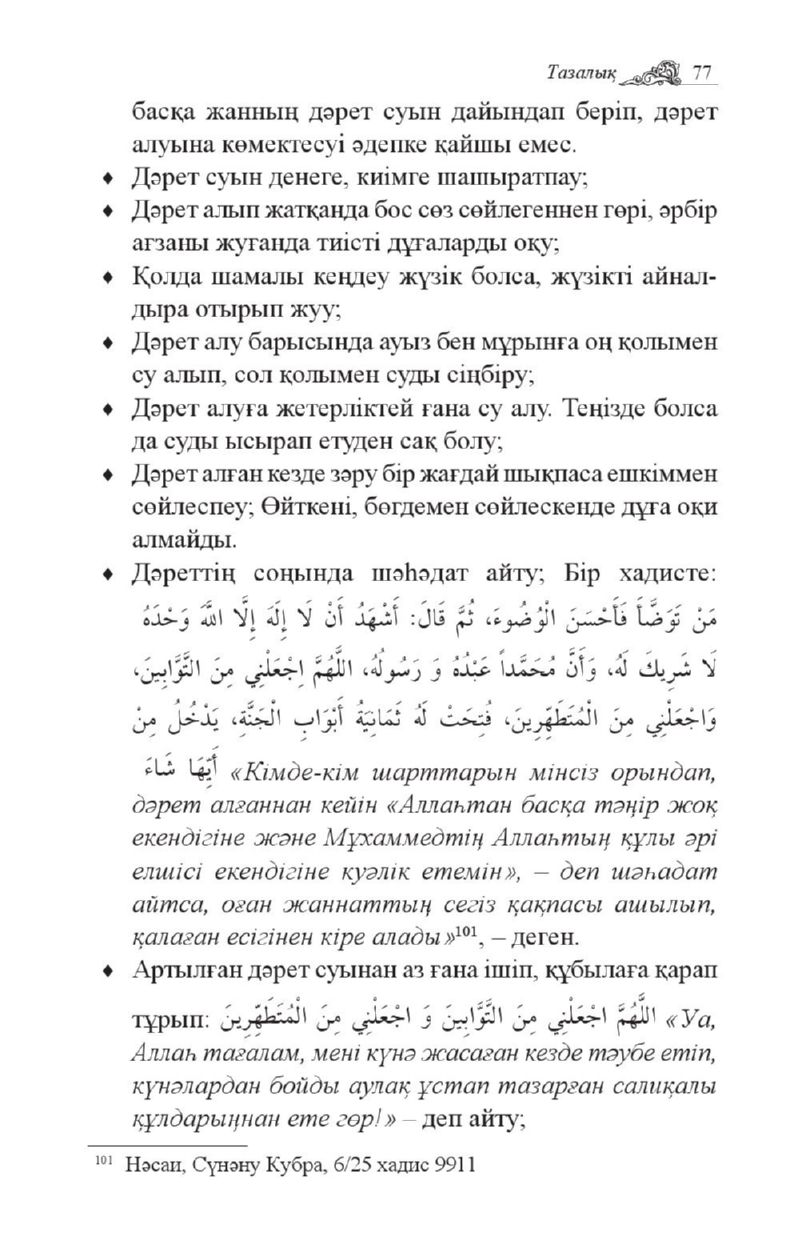 Тазалық 77
басқа жанның дәрет суын дайындап беріп, дәрет
алуына көмектесуі әдепке қайшы емес.
♦ Дәрет суын денеге, киімге шашыратпау;
♦ Дәрет алып жатқанда бос сөз сөйлегеннен гөрі, әрбір
ағзаны жуғанда тиісті дұғаларды оқу;
♦ Қолда шамалы кеңдеу жүзік болса, жүзікті айнал-
дыра отырып жуу;
♦ Дәрет алу барысында ауыз бен мұрынға оң қолымен
су алып, сол қолымен суды сіңбіру;
♦ Дәрет алуға жетерліктей ғана су алу. Теңізде болса
да суды ысырап етуден сақ болу;
♦ Дәрет алған кезде зәру бір жағдай шықпаса ешкіммен
сөйлеспеу; Өйткені, бөгдемен сөйлескенде дұға оқи
алмайды.
♦ Дәреттің соңында шәһәдат айту; Бір хадисте:
مَنْ تَوَضَّأَ فَأَحْسَنَ الْوُضُوءَ، ثُمَّ قَالَ: أَشْهَدُ أَنْ لَا إِلَهَ إِلَّا اللَّهَ وَحْدَهُ
لَا شَرِيكَ لَهُ، وَأَنَّ مُحَمَّداً عَبْدُهُ وَ رَسُولُهُ، اللَّهُمَّ اِجْعَلْنِي مِنَ التَّوَّابِينَ،
وَاجْعَلْنِي مِنَ الْمُتَطَهِّرِينَ، فُتِحَتْ لَهُ ثَمَانِيَةُ أَبْوَابِ الْجَنَّةِ، يَدْخُلُ مِنْ
أَيِّهَا شَاءَ «Кімде-кім шарттарын мінсіз орындап,
дәрет алғаннан кейін «Аллаһтан басқа тәңір жоқ
екендігіне және Мұхаммедтің Аллаһтың құлы әрі
елшісі екендігіне куәлік етемін», – деп шәһадат
айтса, оған жаннаттың сегіз қақпасы ашылып,
қалаған есігінен кіре алады»¹⁰¹, – деген.
♦ Артылған дәрет суынан аз ғана ішіп, құбылаға қарап
тұрып: اللَّهُمَّ اجْعَلْنِي مِنَ التَّوَّابِينَ وَ اجْعَلْنِي مِنَ الْمُتَطَهِّرِينَ «Уа,
Аллаһ тағалам, мені күнә жасаған кезде тәубе етіп,
күнәлардан бойды аулақ ұстап тазарған салиқалы
құлдарыңнан ете гөр!» – деп айту;
¹⁰¹ Нәсаи, Сүнәну Кубра, 6/25 хадис 9911